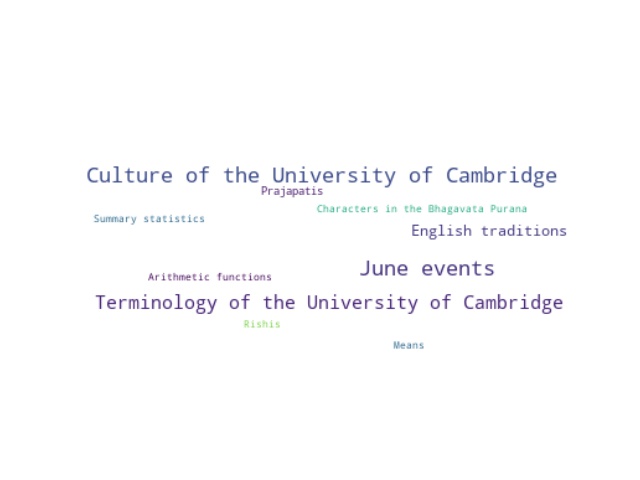 Culture of the University of Cambridge
Prajapatis
Characters in the Bhagavata Purana
Summary statistics
English traditions
June events
Arithmetic functions
Terminology of the University of Cambridge
Rishis
Means